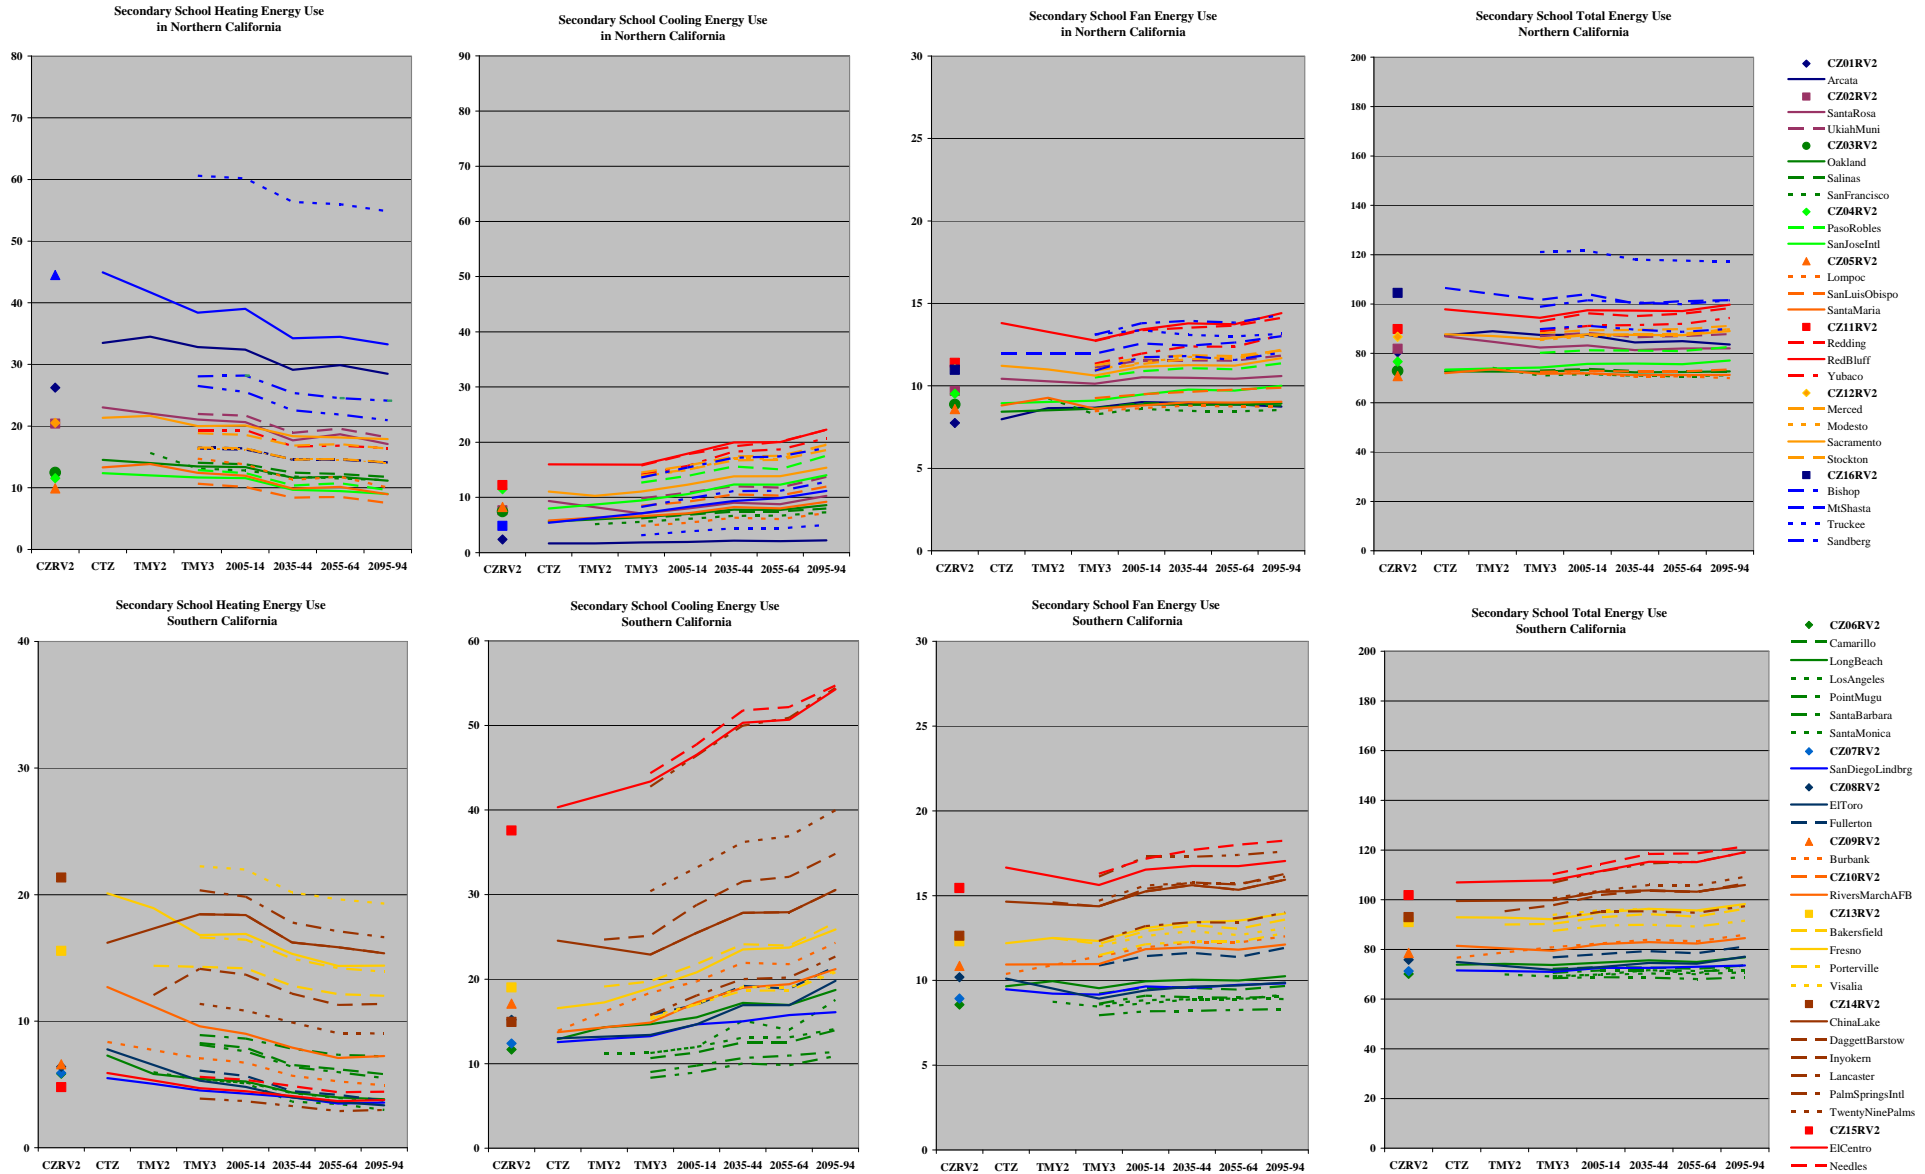 Secondary School Heating Energy Use
in Northern California
80
70
60
50
40
30
20
10
0
CZRV2 CTZ TMY2 TMY3 2005-14 2035-44 2055-64 2095-94
Secondary School Cooling Energy Use
in Northern California
90
80
70
60
50
40
30
20
10
0
CZRV2 CTZ TMY2 TMY3 2005-14 2035-44 2055-64 2095-94
Secondary School Fan Energy Use
in Northern California
30
25
20
15
10
5
0
CZRV2 CTZ TMY2 TMY3 2005-14 2035-44 2055-64 2095-94
Secondary School Total Energy Use
Northern California
200
180
160
140
120
100
80
60
40
20
0
CZRV2 CTZ TMY2 TMY3 2005-14 2035-44 2055-64 2095-94
CZ01RV2
Arcata
CZ02RV2
SantaRosa
UkiahMuni
CZ03RV2
Oakland
Salinas
SanFrancisco
CZ04RV2
PasoRobles
SanJoseIntl
CZ05RV2
Lompoc
SanLuisObispo
SantaMaria
CZ11RV2
Redding
RedBluff
Yubaco
CZ12RV2
Merced
Modesto
Sacramento
Stockton
CZ16RV2
Bishop
MtShasta
Truckee
Sandberg
Secondary School Heating Energy Use
Southern California
40
30
20
10
0
CZRV2 CTZ TMY2 TMY3 2005-14 2035-44 2055-64 2095-94
Secondary School Cooling Energy Use
Southern California
60
50
40
30
20
10
0
CZRV2 CTZ TMY2 TMY3 2005-14 2035-44 2055-64 2095-94
Secondary School Fan Energy Use
Southern California
30
25
20
15
10
5
0
CZRV2 CTZ TMY2 TMY3 2005-14 2035-44 2055-64 2095-94
Secondary School Total Energy Use
Southern California
200
180
160
140
120
100
80
60
40
20
0
CZRV2 CTZ TMY2 TMY3 2005-14 2035-44 2055-64 2095-94
CZ06RV2
Camarillo
LongBeach
LosAngeles
PointMugu
SantaBarbara
SantaMonica
CZ07RV2
SanDiegoLindbrg
CZ08RV2
ElToro
Fullerton
CZ09RV2
Burbank
CZ10RV2
RiversMarchAFB
CZ13RV2
Bakersfield
Fresno
Porterville
Visalia
CZ14RV2
ChinaLake
DaggettBarstow
Inyokern
Lancaster
PalmSpringsIntl
TwentyNinePalms
CZ15RV2
ElCentro
Needles